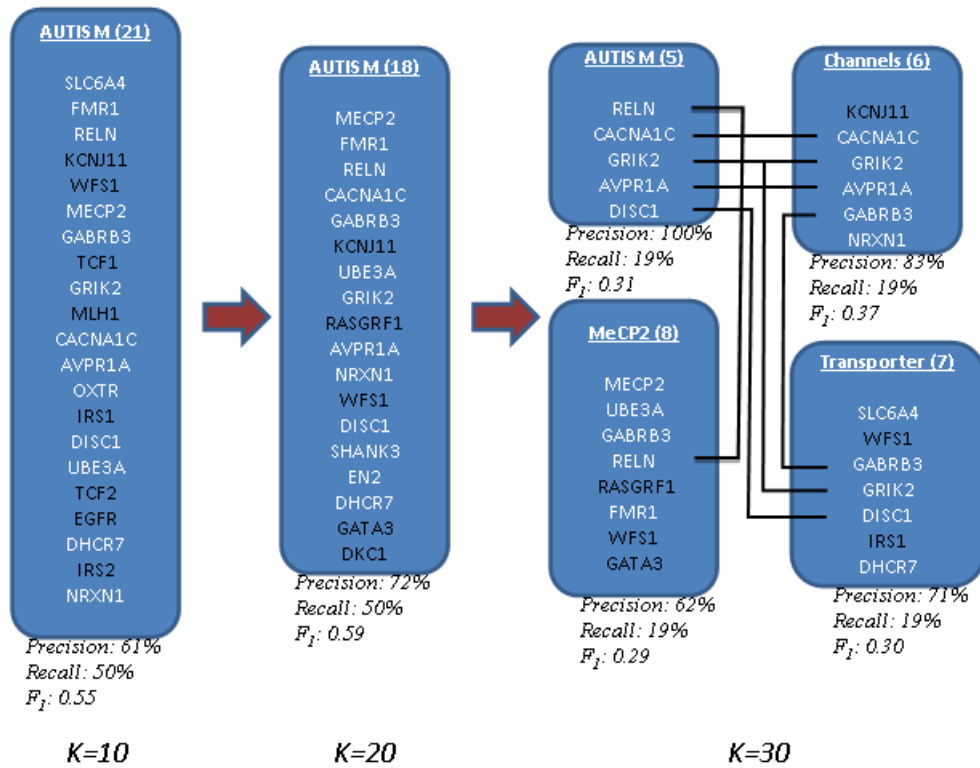 AUTISM (21)
SLC6A4
FMR1
RELN
KCNJ11
WFS1
MECP2
GABRB3
TCF1
GRIK2
MLH1
CACNA1C
AVPR1A
OXTR
IRS1
DISC1
UBE3A
TCF2
EGFR
DHCR7
IRS2
NRXN1
Precision: 61%
Recall: 50%
F1: 0.55
K=10
AUTISM (18)
MECP2
FMR1
RELN
CACNA1C
GABRB3
KCNJ11
UBE3A
GRIK2
RASGRF1
AVPR1A
NRXN1
WFS1
DISC1
SHANK3
EN2
DHCR7
GATA3
DKC1
Precision: 72%
Recall: 50%
F1: 0.59
K=20
AUTISM (5)
RELN
CACNA1C
GRIK2
AVPR1A
DISC1
Precision: 100%
Recall: 19%
F1: 0.31
Channels (6)
KCNJ11
CACNA1C
GRIK2
AVPR1A
GABRB3
NRXN1
Precision: 83%
Recall: 19%
F1: 0.37
MeCP2 (8)
MECP2
UBE3A
GABRB3
RELN
RASGRF1
FMR1
WFS1
GATA3
Precision: 62%
Recall: 19%
F1: 0.29
Transporter (7)
SLC6A4
WFS1
GABRB3
GRIK2
DISC1
IRS1
DHCR7
Precision: 71%
Recall: 19%
F1: 0.30
K=30